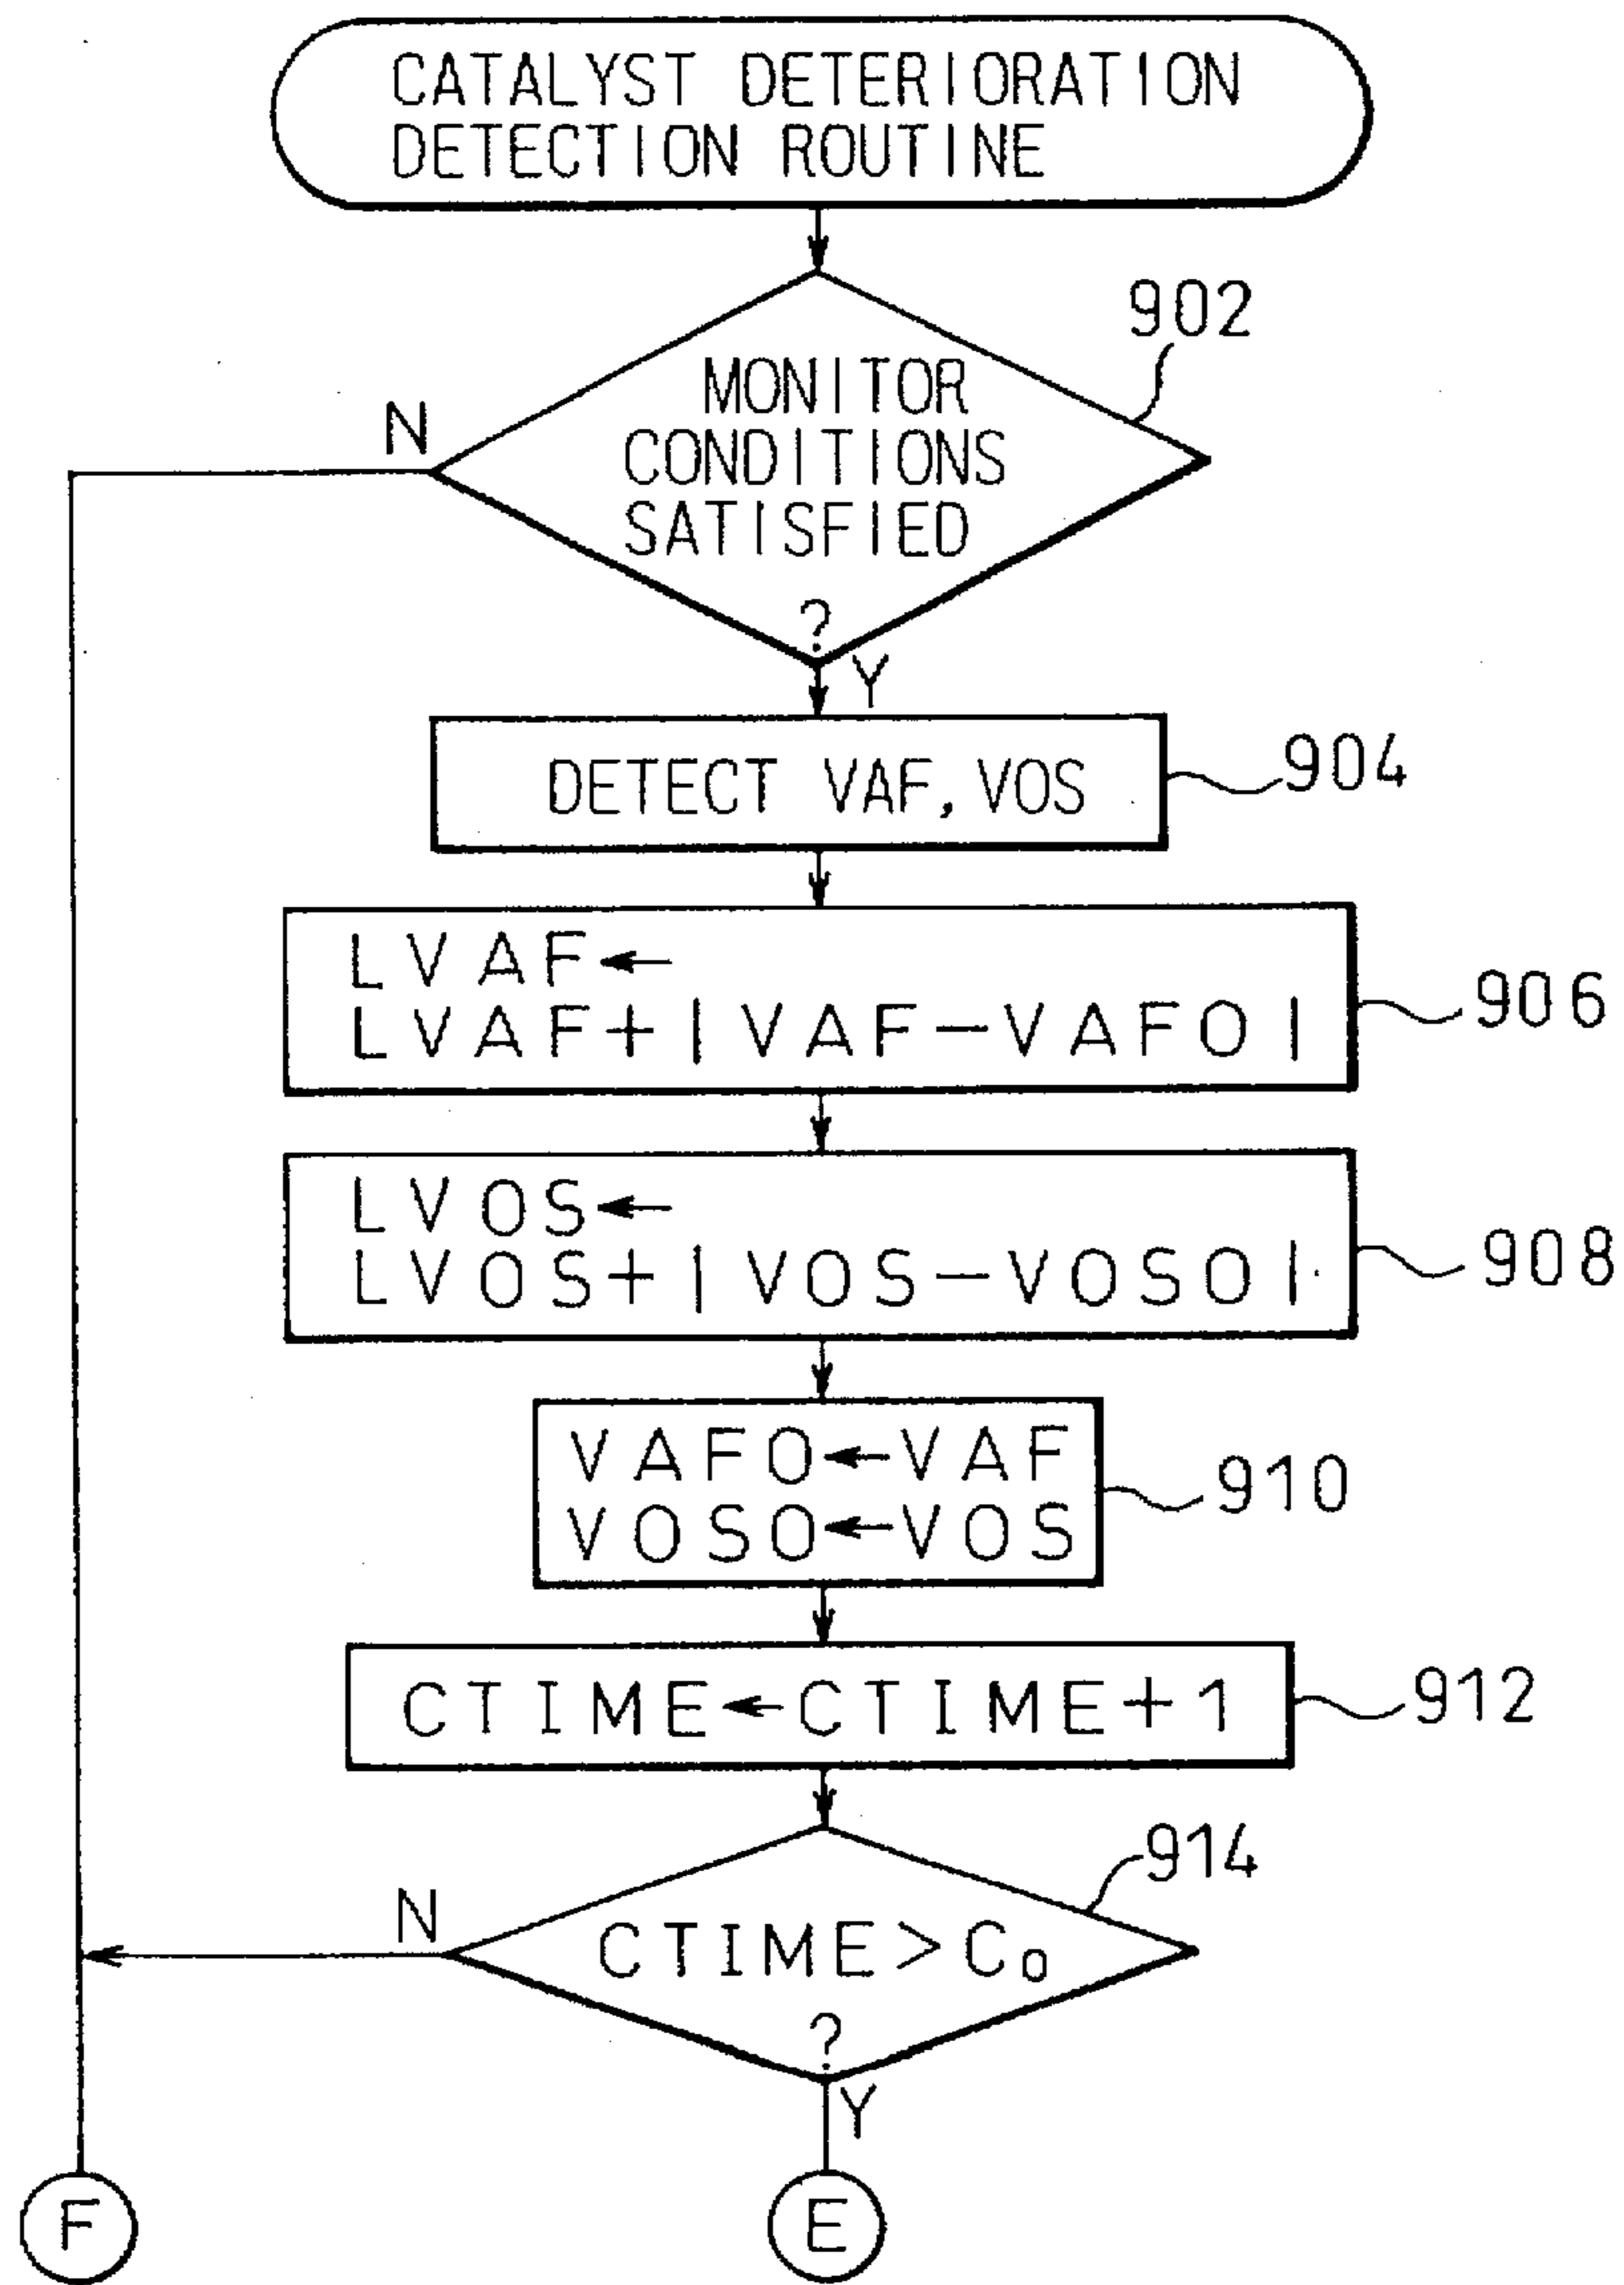 CATALYST DETERIORATION
DETECTION ROUTINE
902
MONITOR
CONDITIONS
SATISFIED
?
N
Y
DETECT VAF, VOS
904
LVAF←
LVAF+|VAF−VAFO|
906
LVOS←
LVOS+|VOS−VOSO|
908
VAFO←VAF
VOSO←VOS
910
CTIME←CTIME+1
912
914
N
CTIME>C₀
?
Y
F
E